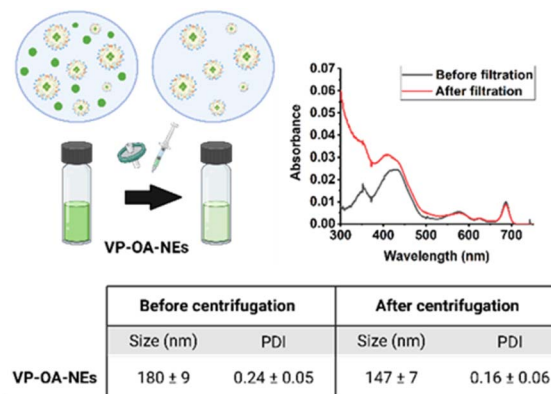 Before filtration
After filtration
0.07
0.06
0.05
0.04
0.03
0.02
0.01
0.00
Absorbance
300 400 500 600 700
Wavelength (nm)
VP-OA-NEs
Before centrifugation After centrifugation
Size (nm) PDI Size (nm) PDI
VP-OA-NEs 180 ± 9 0.24 ± 0.05 147 ± 7 0.16 ± 0.06